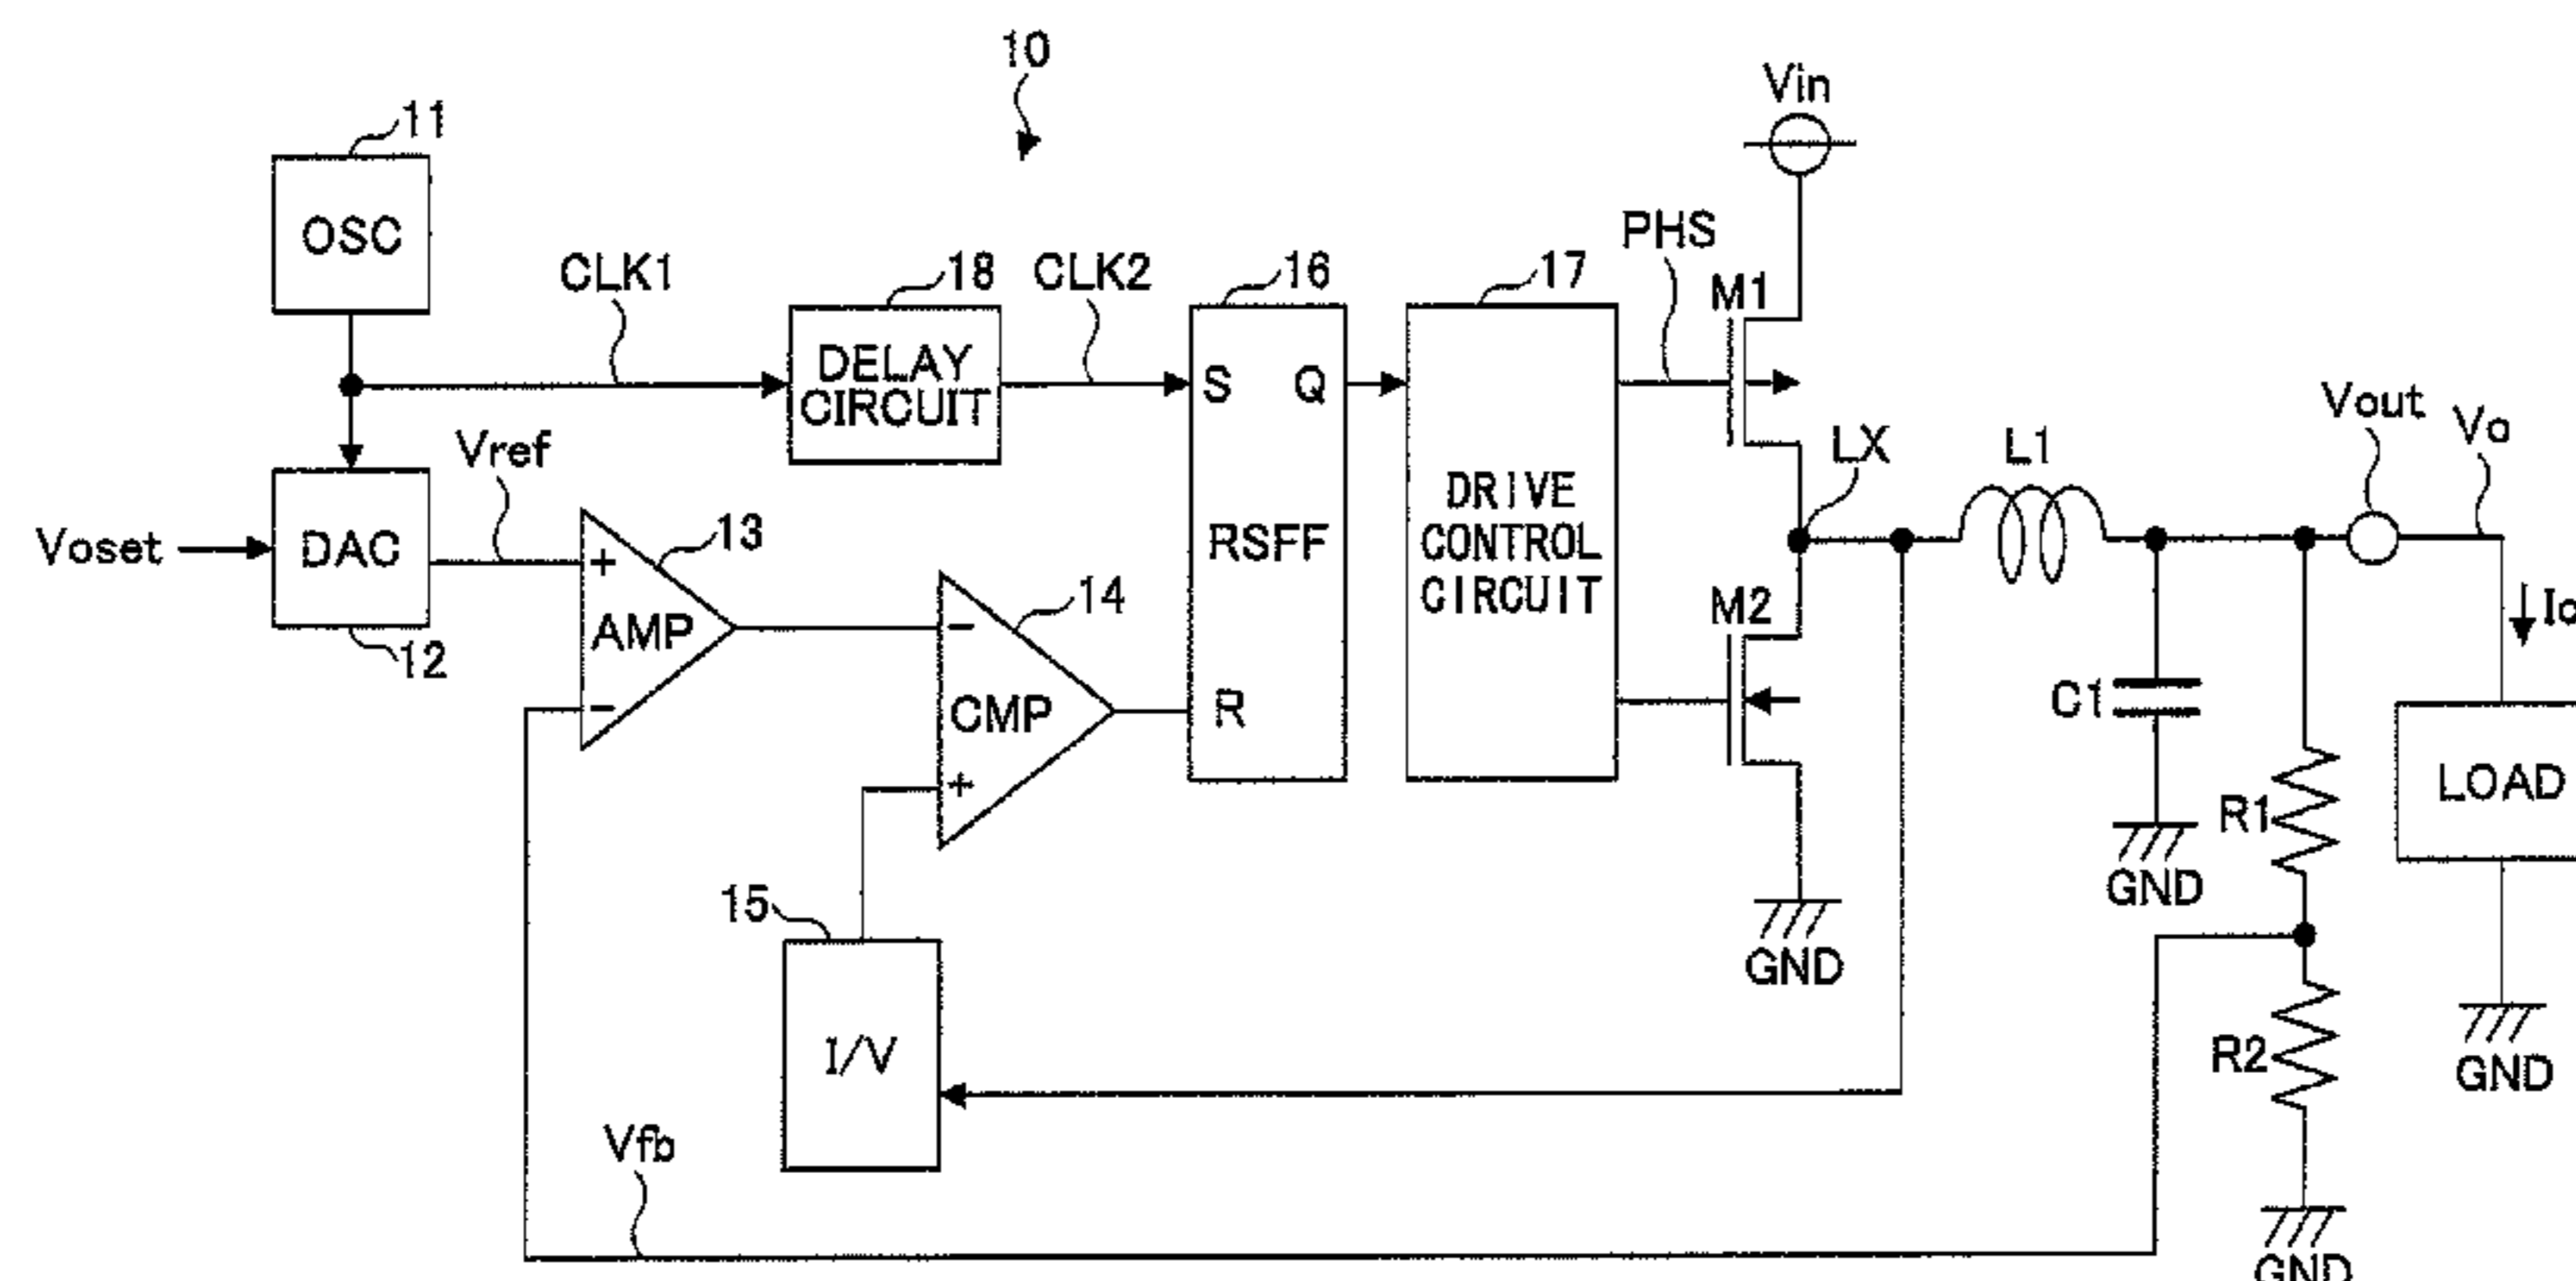 10
Vin
11
OSC
CLK1
18
CLK2
16
17
PHS
M1
DELAY
CIRCUIT
S
Q
Vref
LX
L1
Vout
Vo
Voset
DAC
12
+
13
AMP
-
14
-
CMP
+
RSFF
R
DRIVE
CONTROL
CIRCUIT
M2
C1
GND
R1
LOAD
15
I/V
GND
R2
GND
Vfb
GND